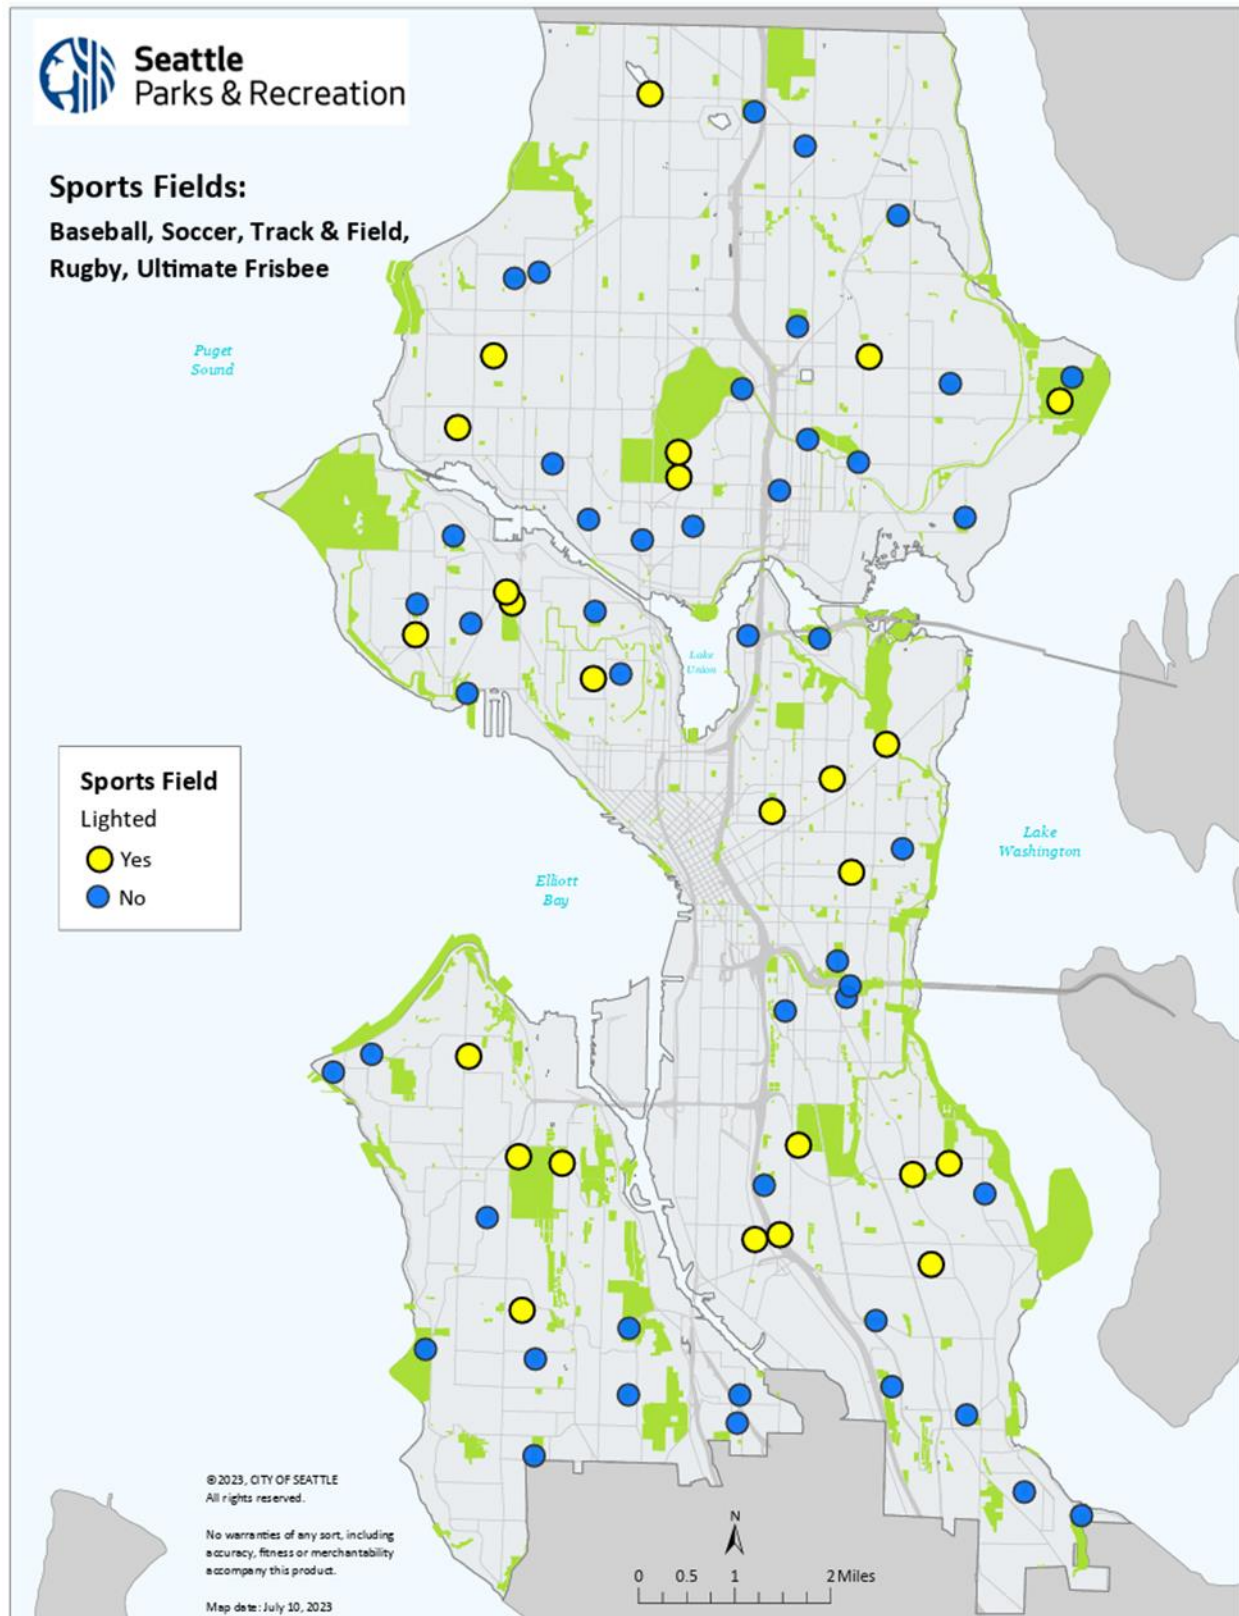 Seattle
Parks & Recreation
Sports Fields:
Baseball, Soccer, Track & Field,
Rugby, Ultimate Frisbee
Puget
Sound
Lake
Union
Sports Field
Lighted
Yes
No
Lake
Washington
Elliott
Bay
©2023, CITY OF SEATTLE
All rights reserved.
No warranties of any sort, including
accuracy, fitness or merchantability
accompany this product.
Map date: July 10, 2023
N
0 0.5 1 2 Miles